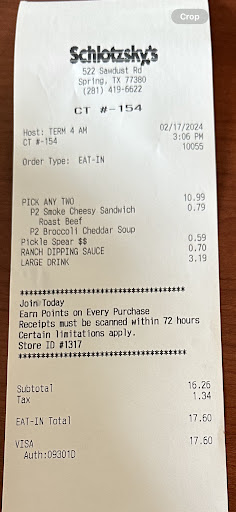 Crop
Schlotzsky's
522 Sawdust Rd
Spring, TX 77380
(281) 419-6622
CT #-154
Host: TERM 4 AM 02/17/2024
CT #-154 3:06 PM
10055
Order Type: EAT-IN
PICK ANY TWO 10.99
P2 Smoke Cheesy Sandwich 0.79
Roast Beef
P2 Broccoli Cheddar Soup
Pickle Spear $$ 0.59
RANCH DIPPING SAUCE 0.70
LARGE DRINK 3.19
************************************
Join Today
Earn Points on Every Purchase
Receipts must be scanned within 72 hours
Certain limitations apply.
Store ID #1317
************************************
Subtotal 16.26
Tax 1.34
EAT-IN Total 17.60
VISA 17.60
Auth:09301D